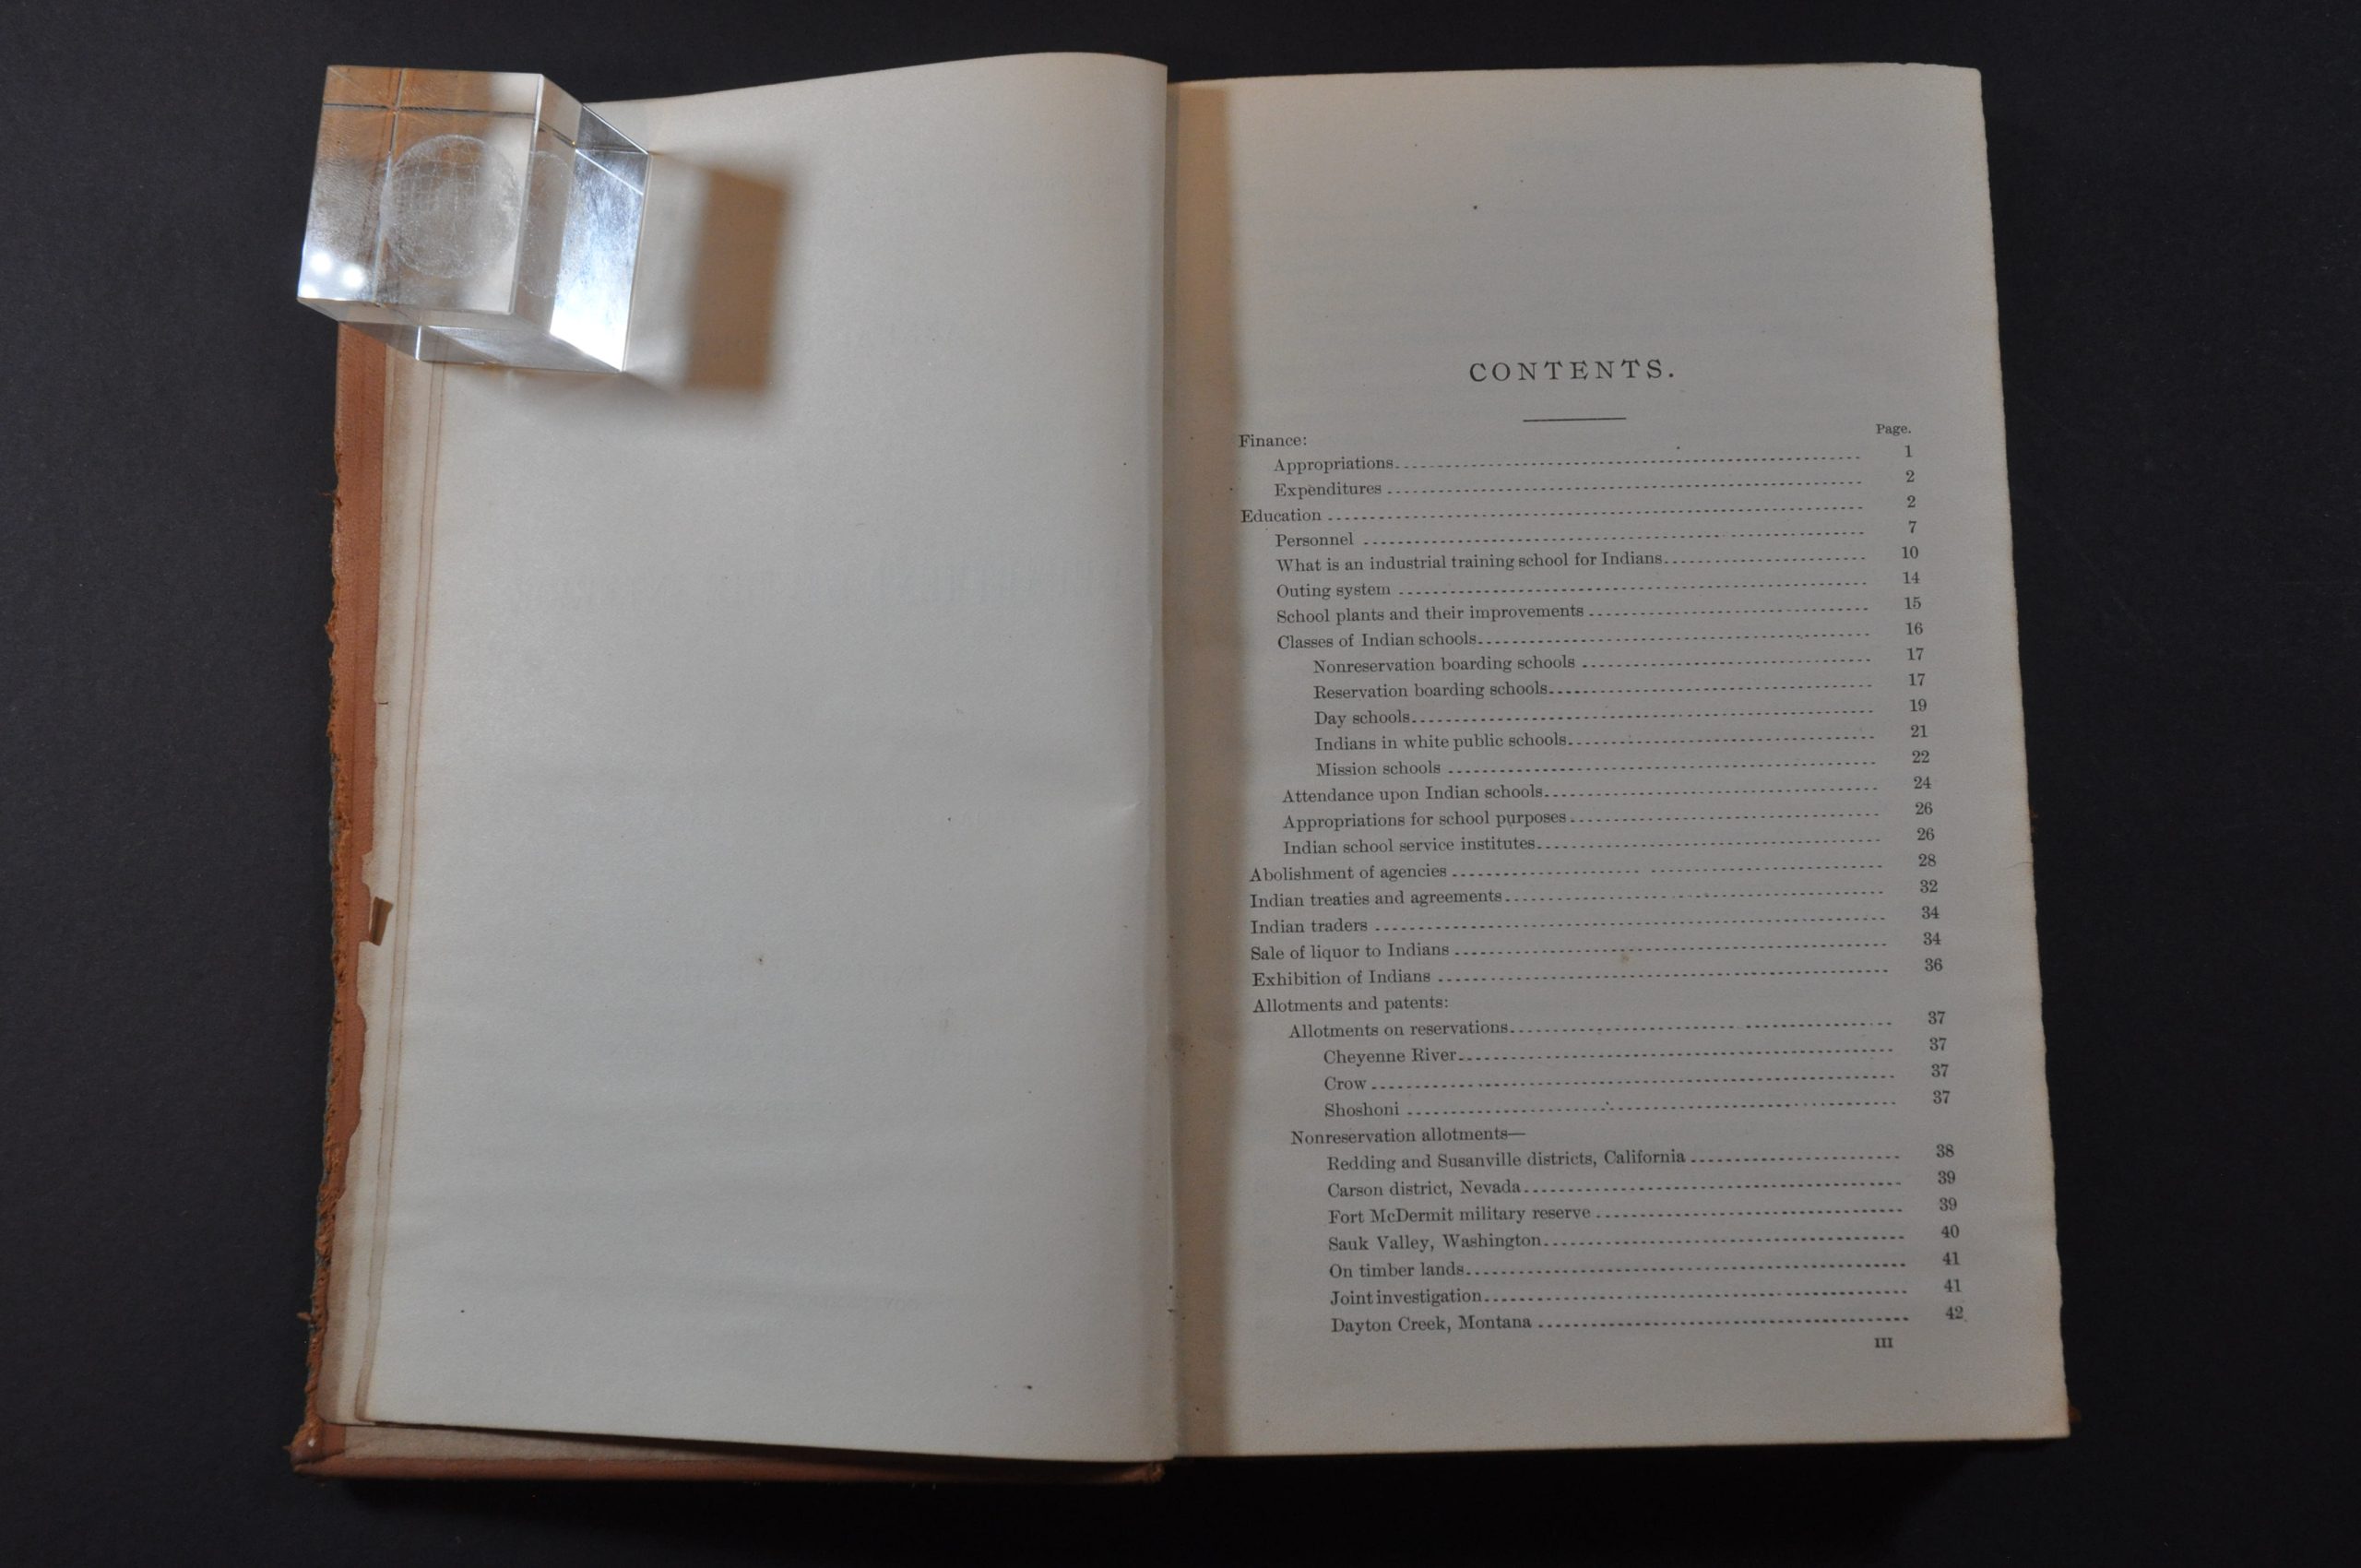 CONTENTS.
Page.
Finance:
Appropriations 1
Expenditures 2
Education 2
Personnel 7
What is an industrial training school for Indians 10
Outing system 14
School plants and their improvements 15
Classes of Indian schools 16
Nonreservation boarding schools 17
Reservation boarding schools 17
Day schools 19
Indians in white public schools 21
Mission schools 22
Attendance upon Indian schools 24
Appropriations for school purposes 26
Indian school service institutes 26
Abolishment of agencies 28
Indian treaties and agreements 32
Indian traders 34
Sale of liquor to Indians 34
Exhibition of Indians 36
Allotments and patents:
Allotments on reservations 37
Cheyenne River 37
Crow 37
Shoshoni 37
Nonreservation allotments—
Redding and Susanville districts, California 38
Carson district, Nevada 39
Fort McDermit military reserve 39
Sauk Valley, Washington 40
On timber lands 41
Joint investigation 41
Dayton Creek, Montana 42
III